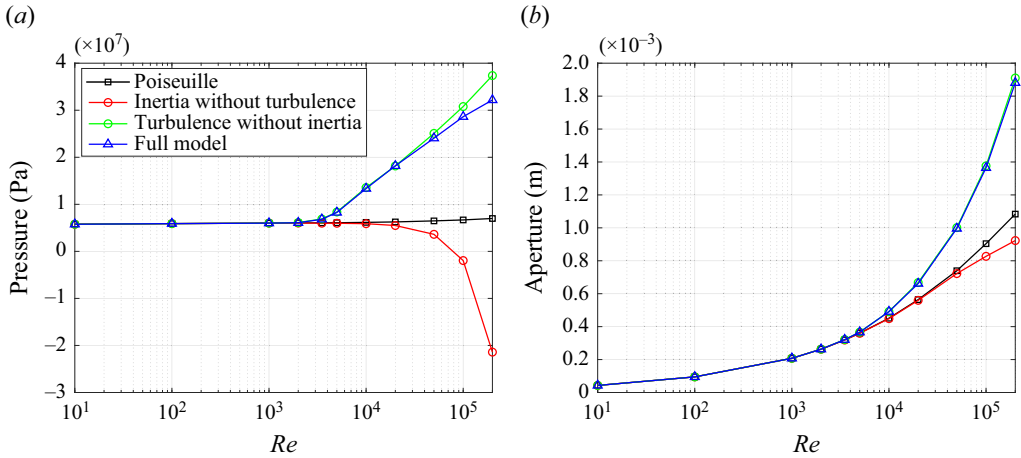 (a)
(×10⁷)
4
3
2
1
0
−1
−2
−3
Pressure (Pa)
Poiseuille
Inertia without turbulence
Turbulence without inertia
Full model
10¹ 10² 10³ 10⁴ 10⁵
Re
(b)
(×10⁻³)
2.0
1.8
1.6
1.4
1.2
1.0
0.8
0.6
0.4
0.2
0
Aperture (m)
10¹ 10² 10³ 10⁴ 10⁵
Re